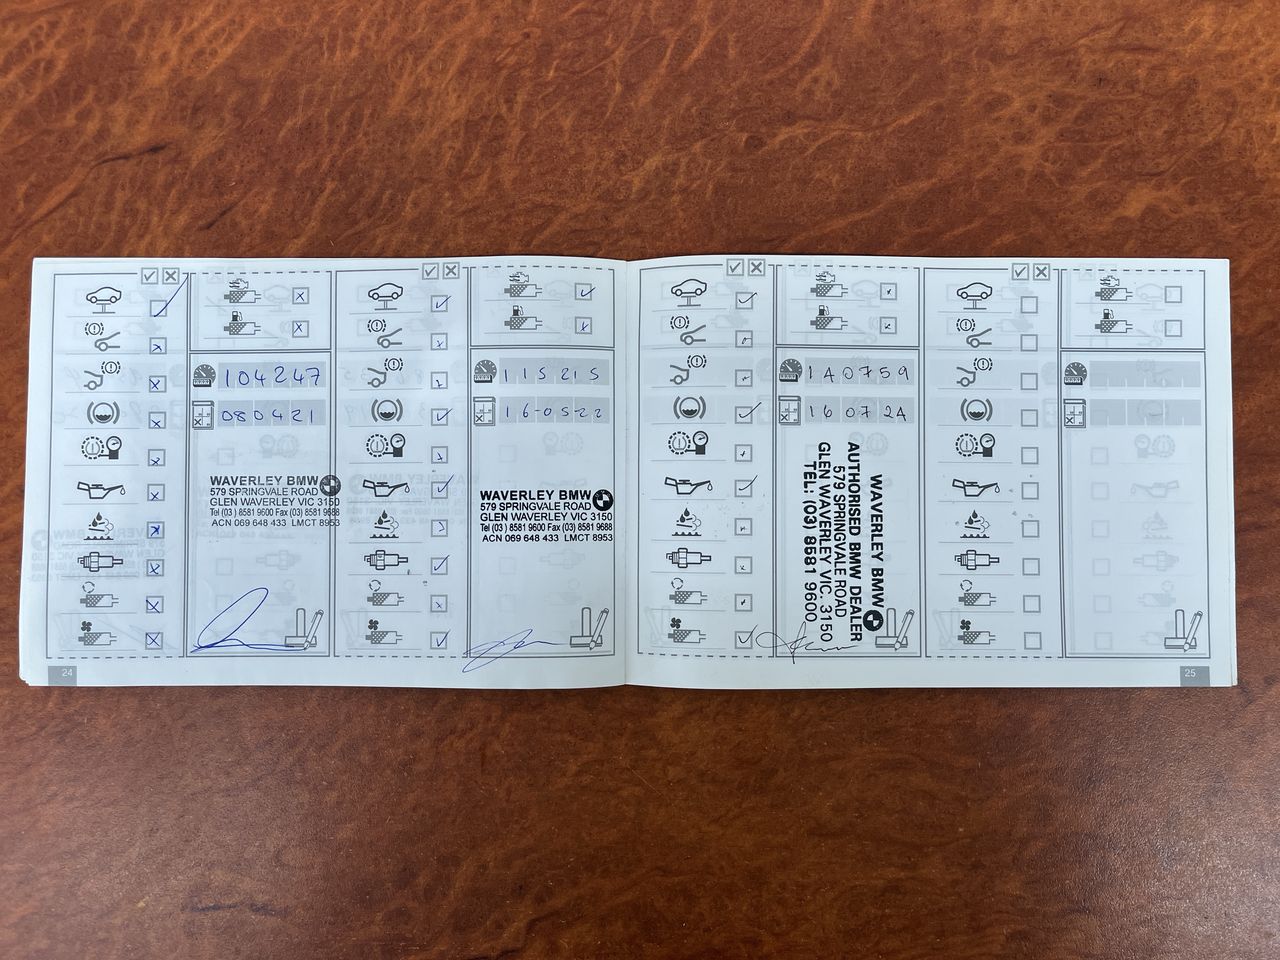 104247
080421
WAVERLEY BMW
579 SPRINGVALE ROAD
GLEN WAVERLEY VIC 3150
Tel (03 ) 8581 9600 Fax (03) 8581 9688
ACN 069 648 433 LMCT 8953
24
115215
16-05-22
WAVERLEY BMW
579 SPRINGVALE ROAD
GLEN WAVERLEY VIC 3150
Tel (03 ) 8581 9600 Fax (03) 8581 9688
ACN 069 648 433 LMCT 8953
140759
160724
WAVERLEY BMW
AUTHORISED BMW DEALER
579 SPRINGVALE ROAD
GLEN WAVERLEY VIC. 3150
TEL: (03) 8581 9600
25